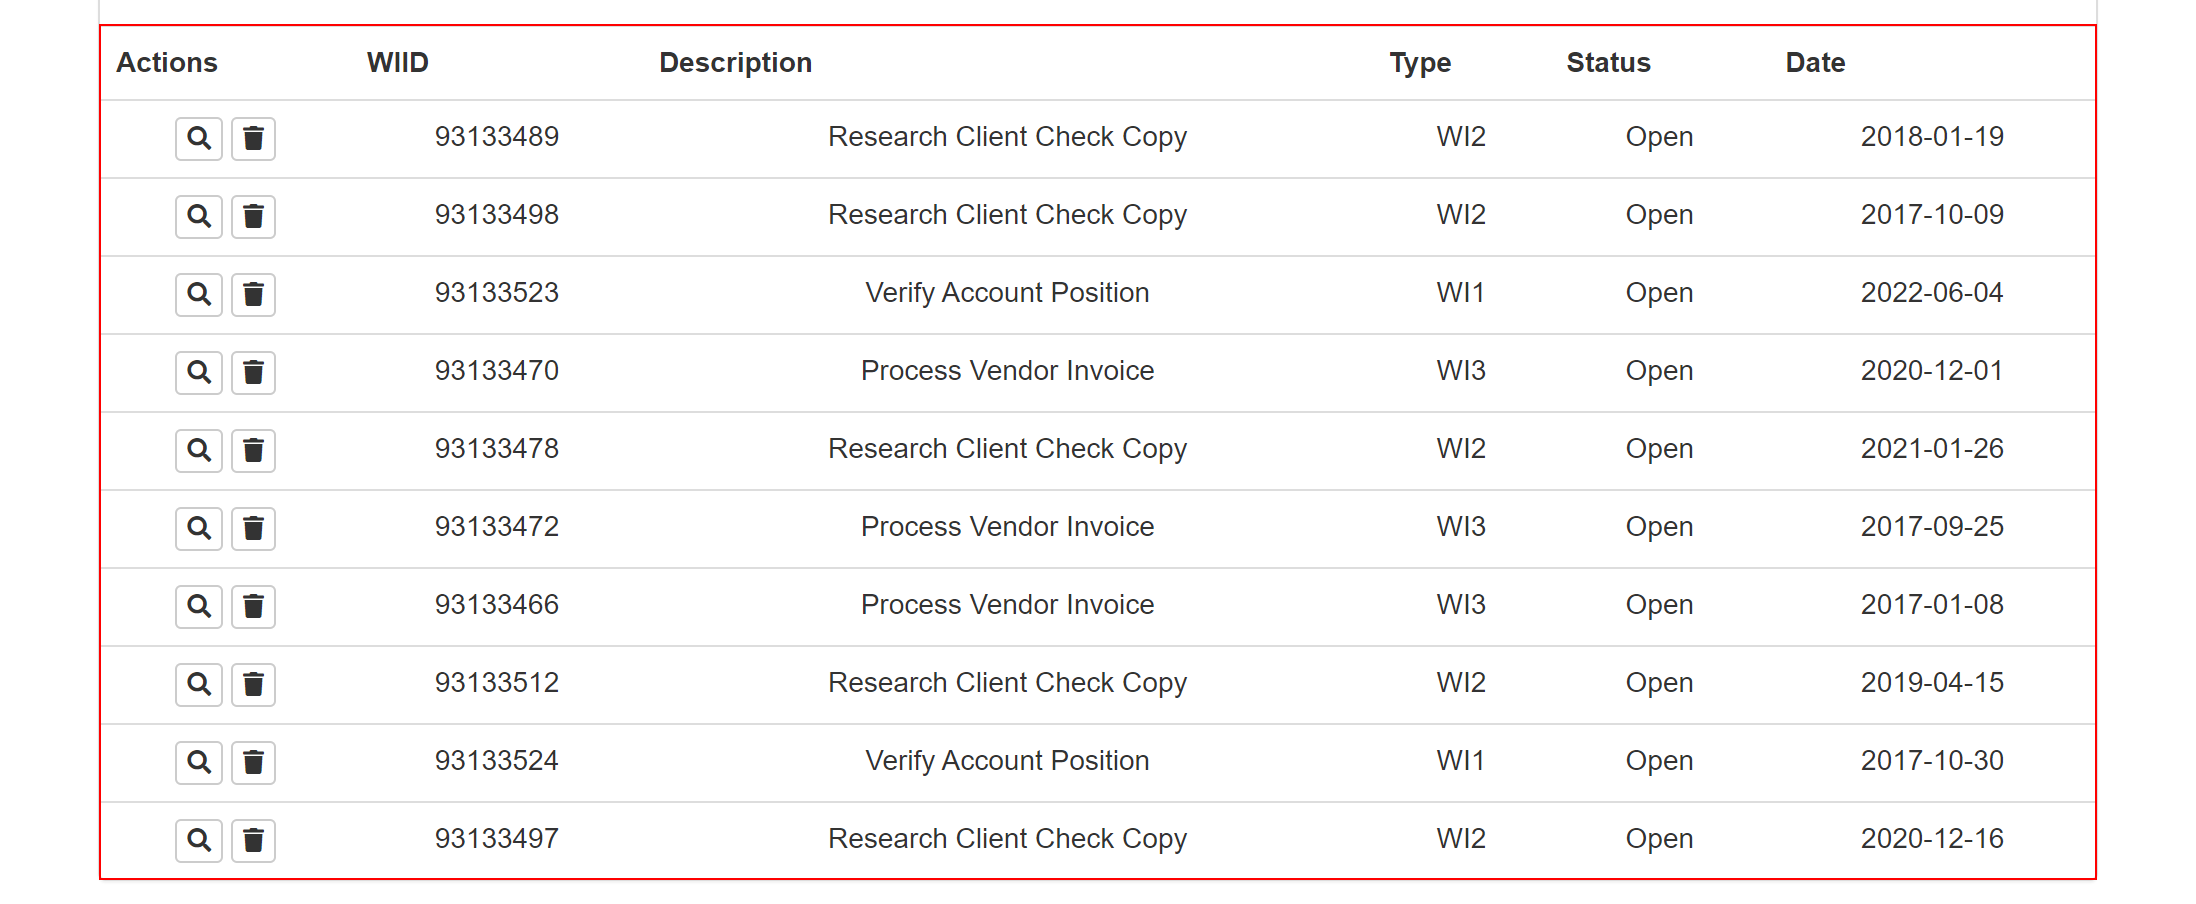 Actions WIID Description Type Status Date
93133489 Research Client Check Copy WI2 Open 2018-01-19
93133498 Research Client Check Copy WI2 Open 2017-10-09
93133523 Verify Account Position WI1 Open 2022-06-04
93133470 Process Vendor Invoice WI3 Open 2020-12-01
93133478 Research Client Check Copy WI2 Open 2021-01-26
93133472 Process Vendor Invoice WI3 Open 2017-09-25
93133466 Process Vendor Invoice WI3 Open 2017-01-08
93133512 Research Client Check Copy WI2 Open 2019-04-15
93133524 Verify Account Position WI1 Open 2017-10-30
93133497 Research Client Check Copy WI2 Open 2020-12-16